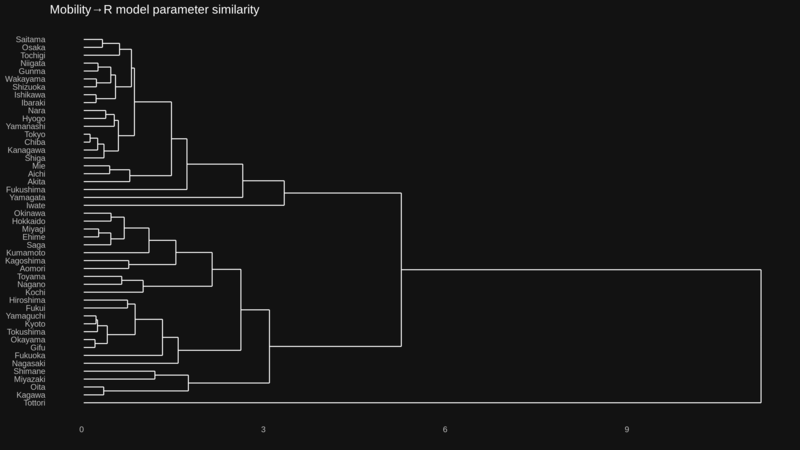 Mobility→R model parameter similarity
Saitama
Osaka
Tochigi
Niigata
Gunma
Wakayama
Shizuoka
Ishikawa
Ibaraki
Nara
Hyogo
Yamanashi
Tokyo
Chiba
Kanagawa
Shiga
Mie
Aichi
Akita
Fukushima
Yamagata
Iwate
Okinawa
Hokkaido
Miyagi
Ehime
Saga
Kumamoto
Kagoshima
Aomori
Toyama
Nagano
Kochi
Hiroshima
Fukui
Yamaguchi
Kyoto
Tokushima
Okayama
Gifu
Fukuoka
Nagasaki
Shimane
Miyazaki
Oita
Kagawa
Tottori
0 3 6 9